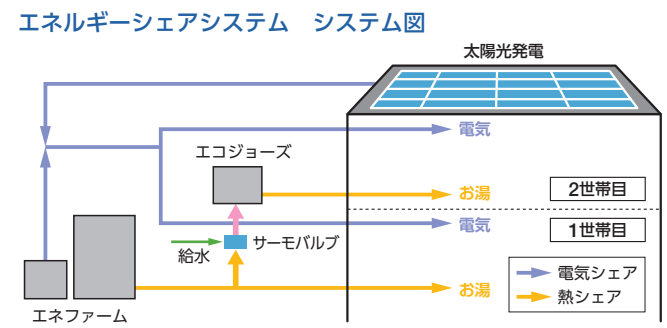 エネルギーシェアシステム　システム図
太陽光発電
電気
エコジョーズ
お湯
2世帯目
電気
1世帯目
サーモバルブ
給水
電気シェア
お湯
熱シェア
エネファーム